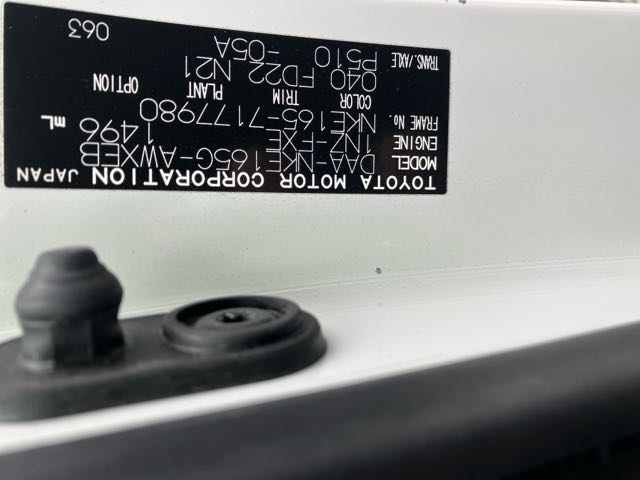 TOYOTA MOTOR CORPORATION JAPAN
MODEL DAA-NKE165G-AWXEB
ENGINE 1NZ-FXE 1496 mL
FRAME No. NKE165-7177980
COLOR TRIM PLANT OPTION
040 FD22 N21
TRANS./AXLE P510
-05A
063